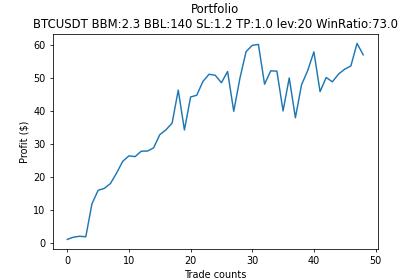 Portfolio
BTCUSDT BBM:2.3 BBL:140 SL:1.2 TP:1.0 lev:20 WinRatio:73.0
60
50
40
30
20
10
0
Profit ($)
0 10 20 30 40 50
Trade counts